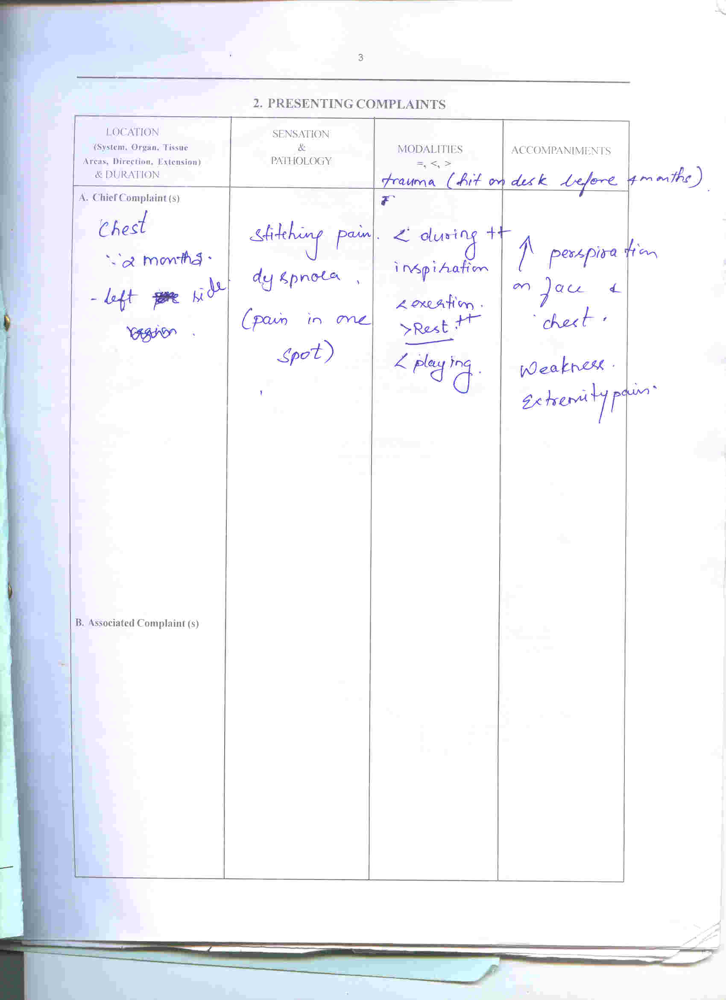 3
2. PRESENTING COMPLAINTS
LOCATION
(System, Organ, Tissue
Areas, Direction, Extension)
& DURATION
SENSATION
&
PATHOLOGY
MODALITIES
=, <, >
ACCOMPANIMENTS
trauma (hit on desk before 4 months).
A. Chief Complaint (s)
Chest
2 months.
- left side
region.
stitching pain.
dyspnoea,
(pain in one
spot)
< during ++
inspiration
< exertion.
> Rest. ++
< playing.
↑ perspiration
on face &
chest.
Weakness.
Extremity pain.
B. Associated Complaint (s)